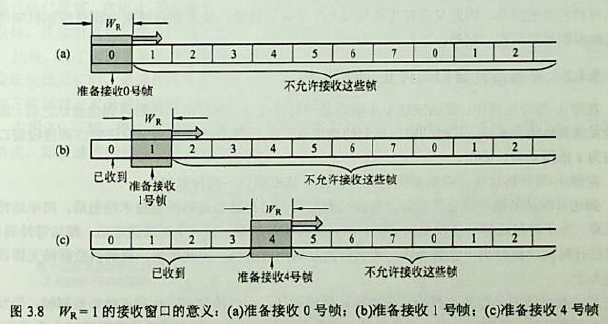 W_R
(a) 0 1 2 3 4 5 6 7 0 1 2
准备接收0号帧 不允许接收这些帧
W_R
(b) 0 1 2 3 4 5 6 7 0 1 2
已收到 准备接收 不允许接收这些帧
1号帧
W_R
(c) 0 1 2 3 4 5 6 7 0 1 2
已收到 准备接收4号帧 不允许接收这些帧
图 3.8 W_R = 1 的接收窗口的意义：(a)准备接收 0 号帧；(b)准备接收 1 号帧；(c)准备接收 4 号帧